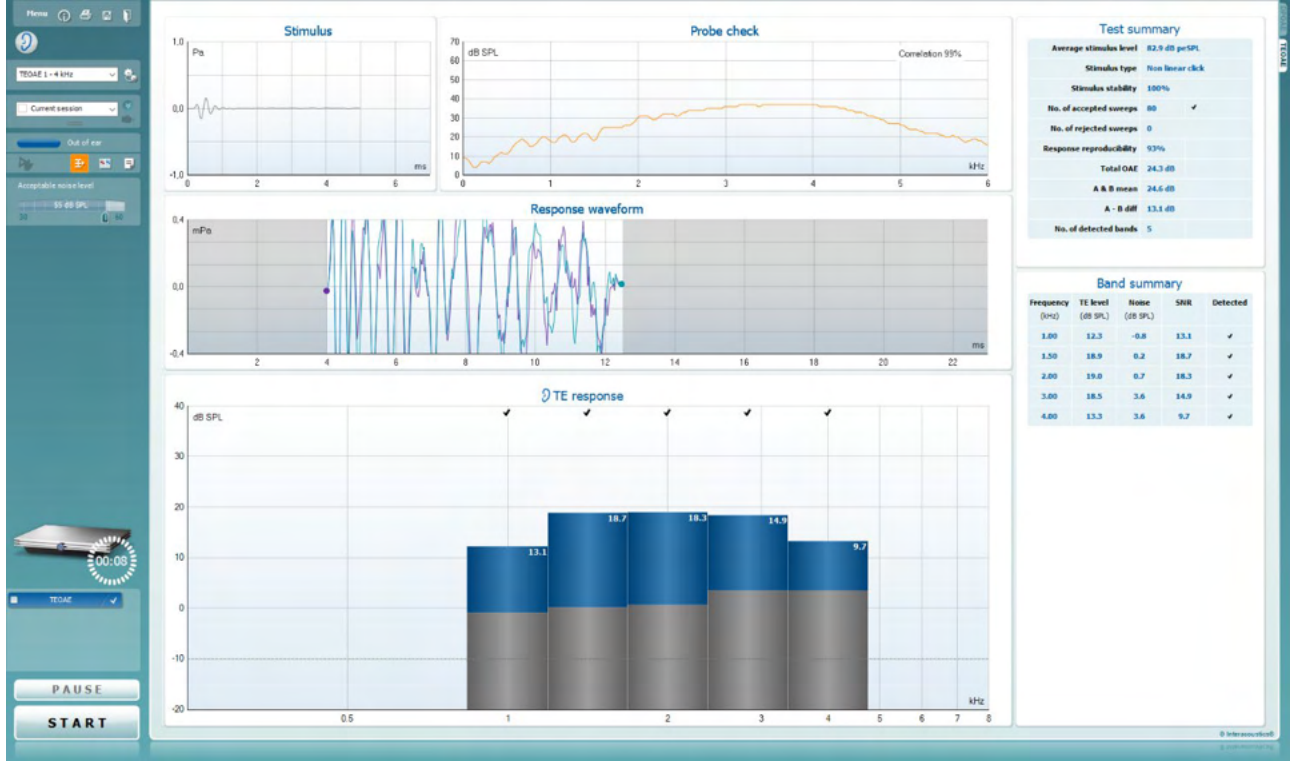 Menu
TEOAE 1 - 4 kHz
Current session
Out of ear
Acceptable noise level
55 dB SPL
30 60
00:08
TEOAE
PAUSE
START
Stimulus
1,0
Pa
0,0
-1,0
ms
0 2 4 6
Probe check
70
dB SPL
Correlation 99%
60
50
40
30
20
10
0
kHz
0 1 2 3 4 5 6
Response waveform
0,4
mPa
0,0
-0,4
ms
2 4 6 8 10 12 14 16 18 20 22
TE response
40
dB SPL
30
20
10
0
-10
-20
13.1 18.7 18.3 14.9 9.7
kHz
0.5 1 2 3 4 5 6 7 8
Test summary
Average stimulus level 82.9 dB peSPL
Stimulus type Non linear click
Stimulus stability 100%
No. of accepted sweeps 80
No. of rejected sweeps 0
Response reproducibility 93%
Total OAE 24.3 dB
A & B mean 24.6 dB
A - B diff 13.1 dB
No. of detected bands 5
Band summary
Frequency TE level Noise SNR Detected
(kHz) (dB SPL) (dB SPL)
1.00 12.3 -0.8 13.1
1.50 18.9 0.2 18.7
2.00 19.0 0.7 18.3
3.00 18.5 3.6 14.9
4.00 13.3 3.6 9.7
TEOAE
© Interacoustics®